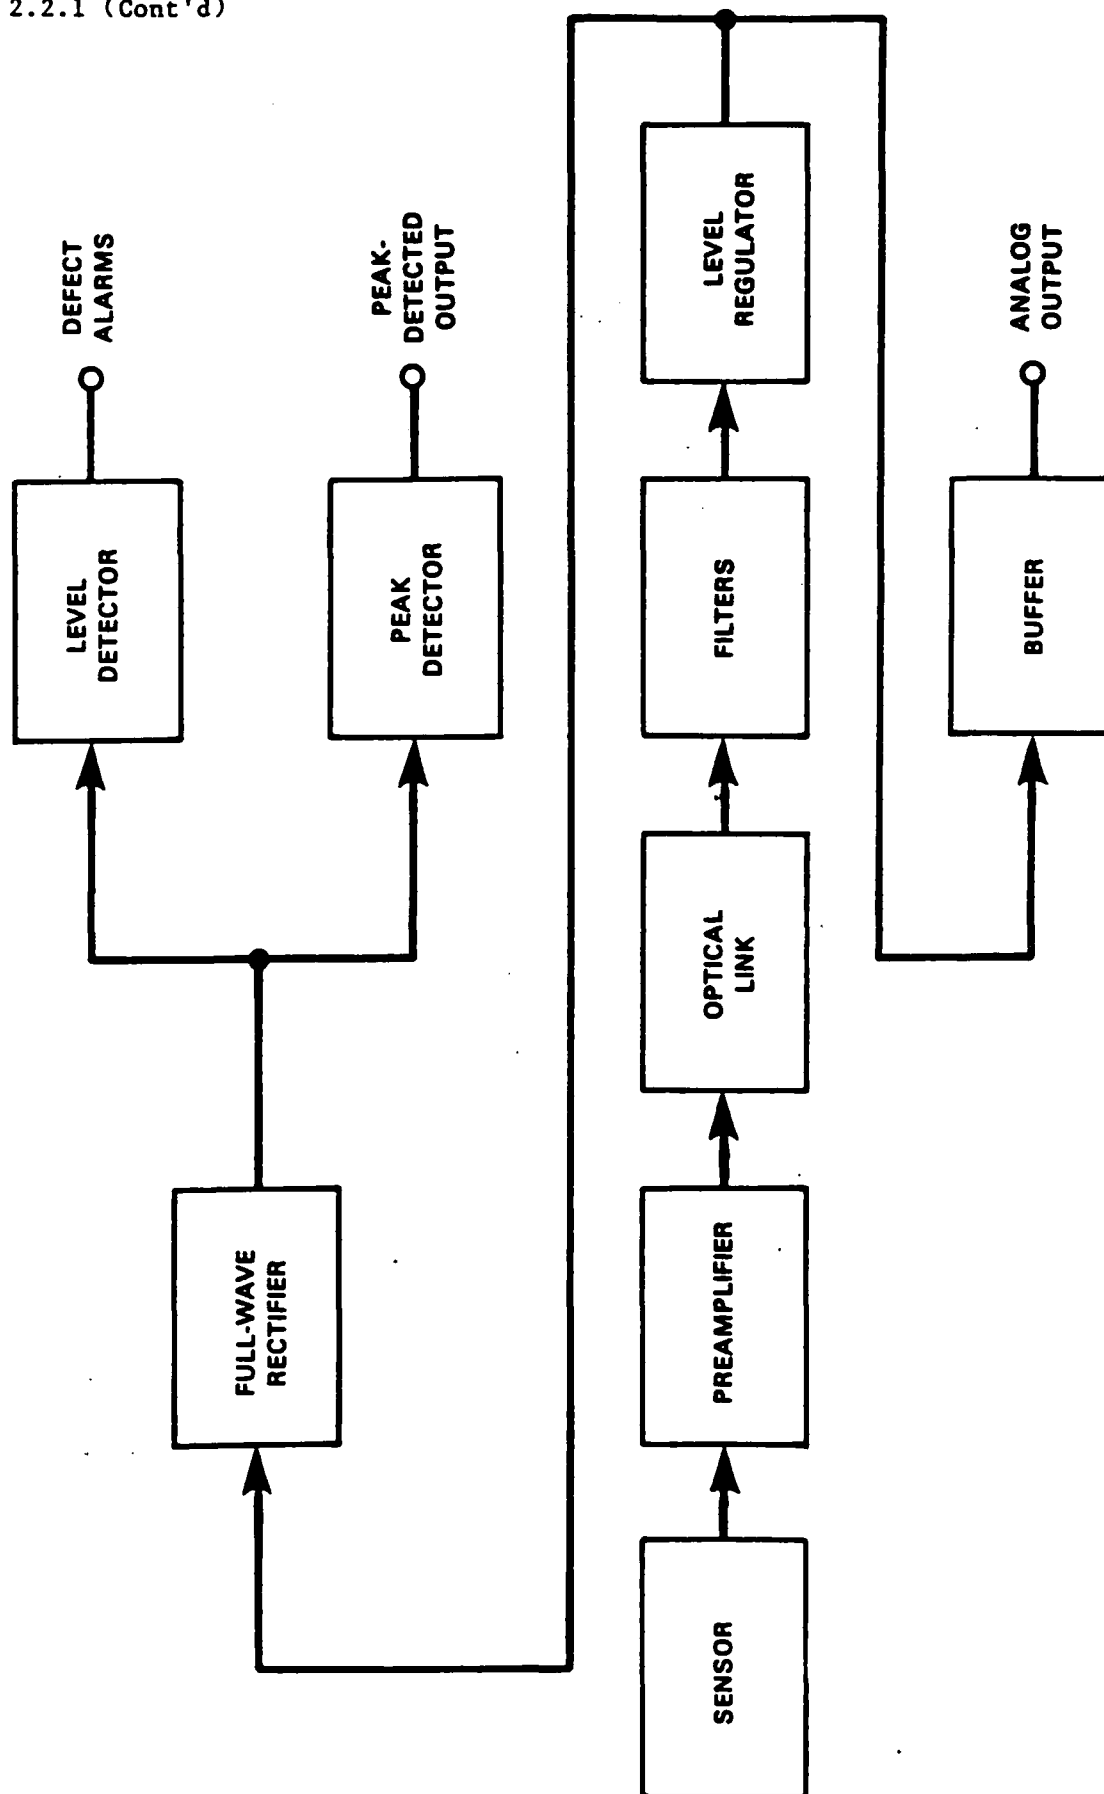 2.2.1 (Cont'd)
DEFECT
ALARMS
LEVEL
DETECTOR
PEAK-
DETECTED
OUTPUT
PEAK
DETECTOR
FULL-WAVE
RECTIFIER
SENSOR
PREAMPLIFIER
OPTICAL
LINK
FILTERS
LEVEL
REGULATOR
BUFFER
ANALOG
OUTPUT